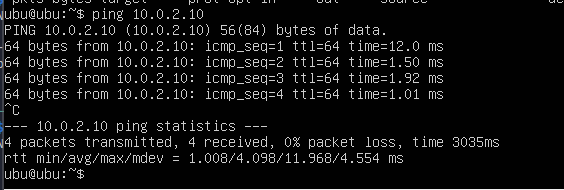 pkts bytes target prot opt in out source
ubu@ubu:~$ ping 10.0.2.10
PING 10.0.2.10 (10.0.2.10) 56(84) bytes of data.
64 bytes from 10.0.2.10: icmp_seq=1 ttl=64 time=12.0 ms
64 bytes from 10.0.2.10: icmp_seq=2 ttl=64 time=1.50 ms
64 bytes from 10.0.2.10: icmp_seq=3 ttl=64 time=1.92 ms
64 bytes from 10.0.2.10: icmp_seq=4 ttl=64 time=1.01 ms
^C
--- 10.0.2.10 ping statistics ---
4 packets transmitted, 4 received, 0% packet loss, time 3035ms
rtt min/avg/max/mdev = 1.008/4.098/11.968/4.554 ms
ubu@ubu:~$